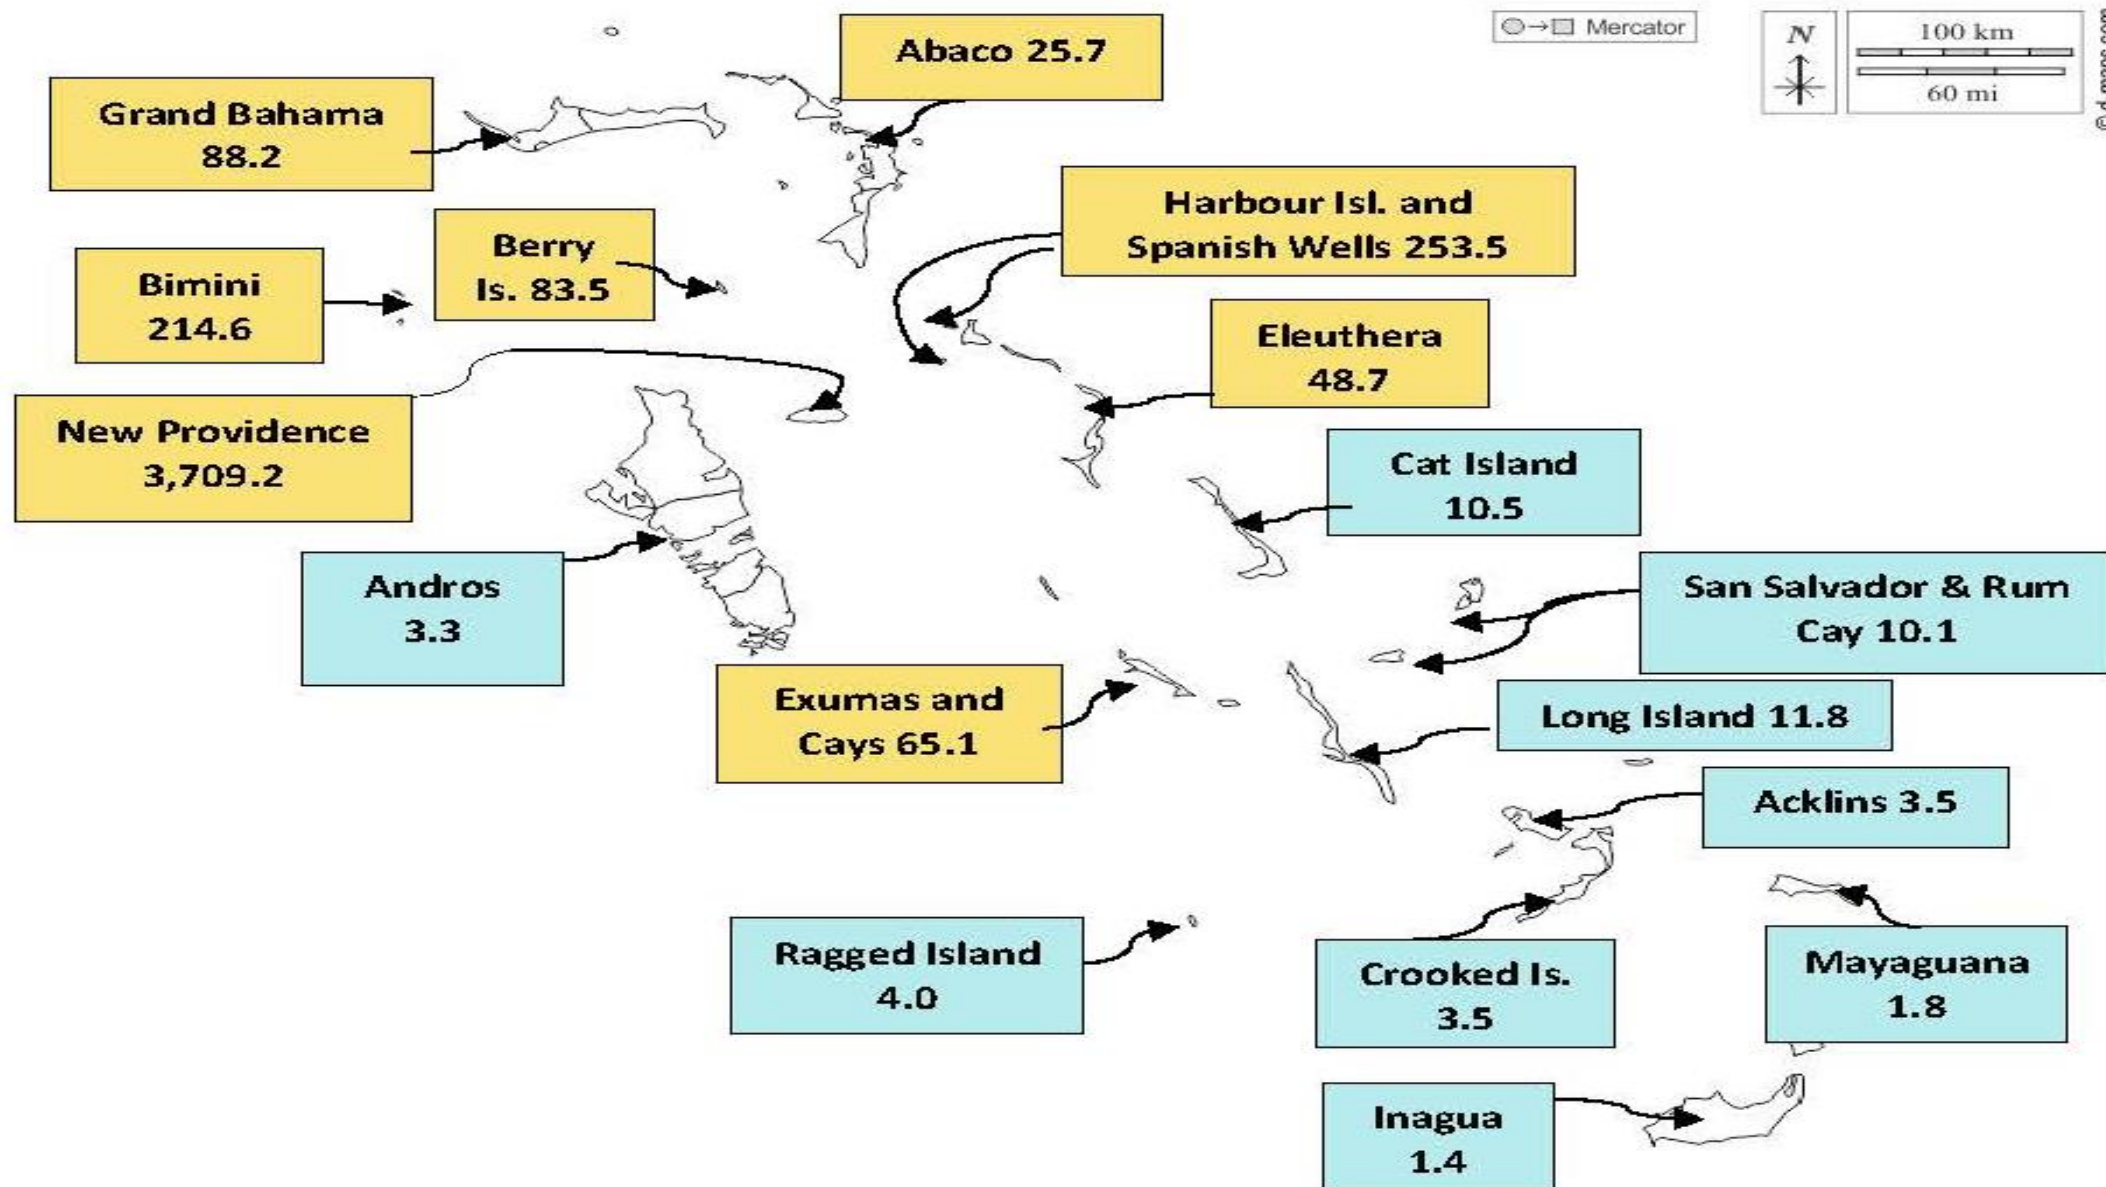 Abaco 25.7
Mercator
N
100 km
60 mi
Grand Bahama
88.2
Harbour Isl. and
Spanish Wells 253.5
Berry
Is. 83.5
Bimini
214.6
Eleuthera
48.7
New Providence
3,709.2
Cat Island
10.5
Andros
3.3
San Salvador & Rum
Cay 10.1
Exumas and
Cays 65.1
Long Island 11.8
Acklins 3.5
Ragged Island
4.0
Crooked Is.
3.5
Mayaguana
1.8
Inagua
1.4